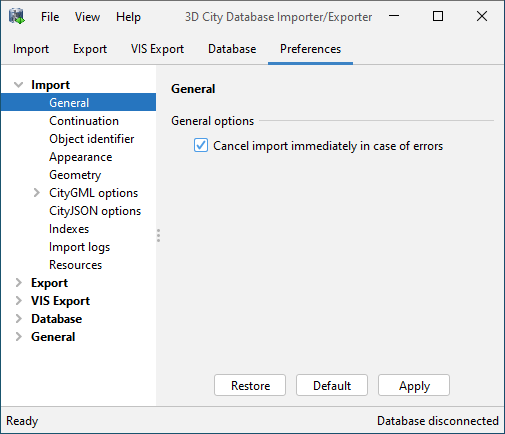 File View Help 3D City Database Importer/Exporter
Import Export VIS Export Database Preferences
Import
General
Continuation
Object identifier
Appearance
Geometry
CityGML options
CityJSON options
Indexes
Import logs
Resources
Export
VIS Export
Database
General
General
General options
Cancel import immediately in case of errors
Restore Default Apply
Ready Database disconnected